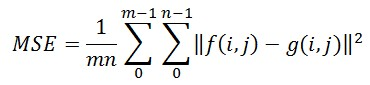 MSE = \frac{1}{mn} \sum_{0}^{m-1} \sum_{0}^{n-1} \|f(i,j) - g(i,j)\|^2